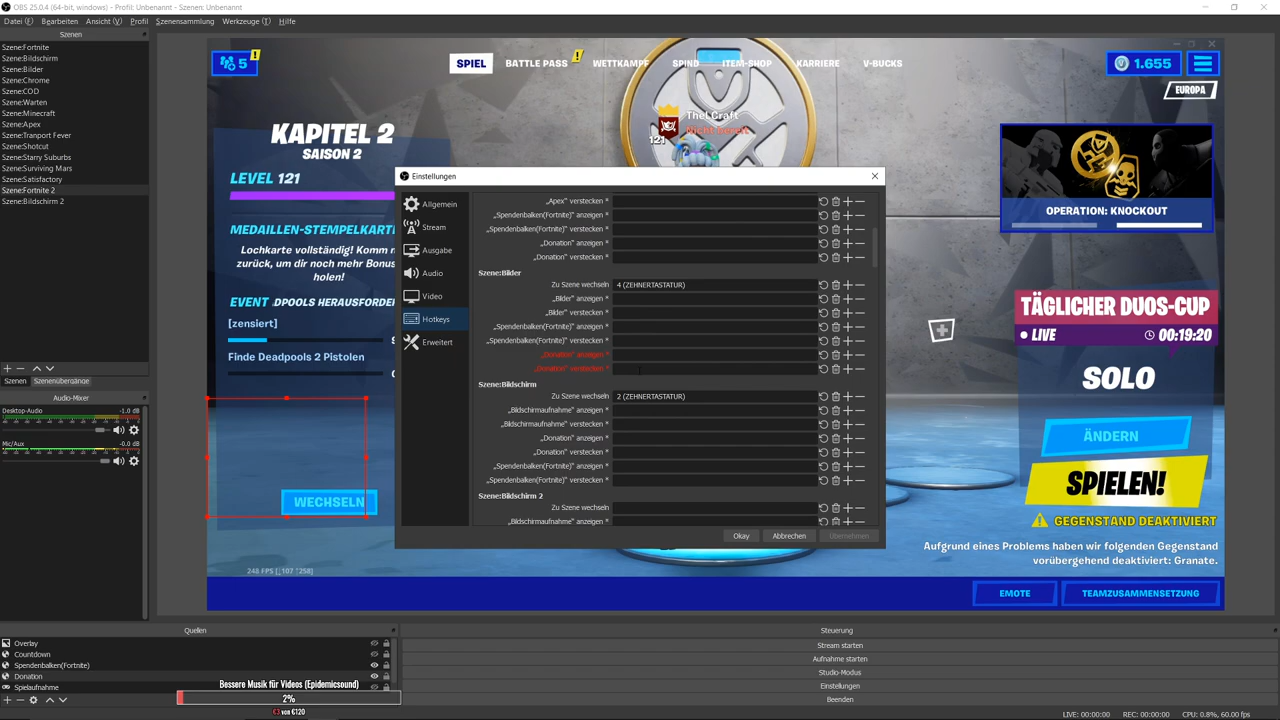 OBS 25.0.4 (64-bit, windows) - Profil: Unbenannt - Szenen: Unbenannt
Datei (F) Bearbeiten Ansicht (V) Profil Szenensammlung Werkzeuge (T) Hilfe
Szenen
Szene:Fortnite
Szene:Bildschirm
Szene:Bilder
Szene:Chrome
Szene:COD
Szene:Warten
Szene:Minecraft
Szene:Apex
Szene:Tranport Fever
Szene:Shotcut
Szene:Starry Suburbs
Szene:Surviving Mars
Szene:Satisfactory
Szene:Fortnite 2
Szene:Bildschirm 2
Szenen Szenenübergänge
Audio-Mixer
Desktop-Audio -1.0 dB
Mic/Aux -0.0 dB
5 !
SPIEL BATTLE PASS ! WETTKAMPF SPIND ITEM-SHOP KARRIERE V-BUCKS
1.655
EUROPA
KAPITEL 2
SAISON 2
LEVEL 121
MEDAILLEN-STEMPELKARTE
Lochkarte vollständig! Komm
zurück, um dir noch mehr Bonus
holen!
EVENT DPOOLS HERAUSFORDER
[zensiert]
Finde Deadpools 2 Pistolen
WECHSELN
248 FPS
121
Nicht bereit
OPERATION: KNOCKOUT
TÄGLICHER DUOS-CUP
LIVE 00:19:20
SOLO
ÄNDERN
SPIELEN!
GEGENSTAND DEAKTIVIERT
Aufgrund eines Problems haben wir folgenden Gegenstand
vorübergehend deaktiviert: Granate.
EMOTE TEAMZUSAMMENSETZUNG
Einstellungen
Allgemein
Stream
Ausgabe
Audio
Video
Hotkeys
Erweitert
„Apex“ verstecken *
„Spendenbalken(Fortnite)“ anzeigen *
„Spendenbalken(Fortnite)“ verstecken *
„Donation“ anzeigen *
„Donation“ verstecken *
Szene:Bilder
Zu Szene wechseln 4 (ZEHNERTASTATUR)
„Bilder“ anzeigen *
„Bilder“ verstecken *
„Spendenbalken(Fortnite)“ anzeigen *
„Spendenbalken(Fortnite)“ verstecken *
„Donation“ anzeigen *
„Donation“ verstecken *
Szene:Bildschirm
Zu Szene wechseln 2 (ZEHNERTASTATUR)
„Bildschirmaufnahme“ anzeigen *
„Bildschirmaufnahme“ verstecken *
„Donation“ anzeigen *
„Donation“ verstecken *
„Spendenbalken(Fortnite)“ anzeigen *
„Spendenbalken(Fortnite)“ verstecken *
Szene:Bildschirm 2
Zu Szene wechseln
„Bildschirmaufnahme“ anzeigen *
Okay Abbrechen Übernehmen
Quellen
Overlay
Countdown
Spendenbalken(Fortnite)
Donation
Spielaufnahme
Bessere Musik für Videos (Epidemicsound)
2%
€3 von €120
Steuerung
Stream starten
Aufnahme starten
Studio-Modus
Einstellungen
Beenden
LIVE: 00:00:00 REC: 00:00:00 CPU: 0.8%, 60.00 fps